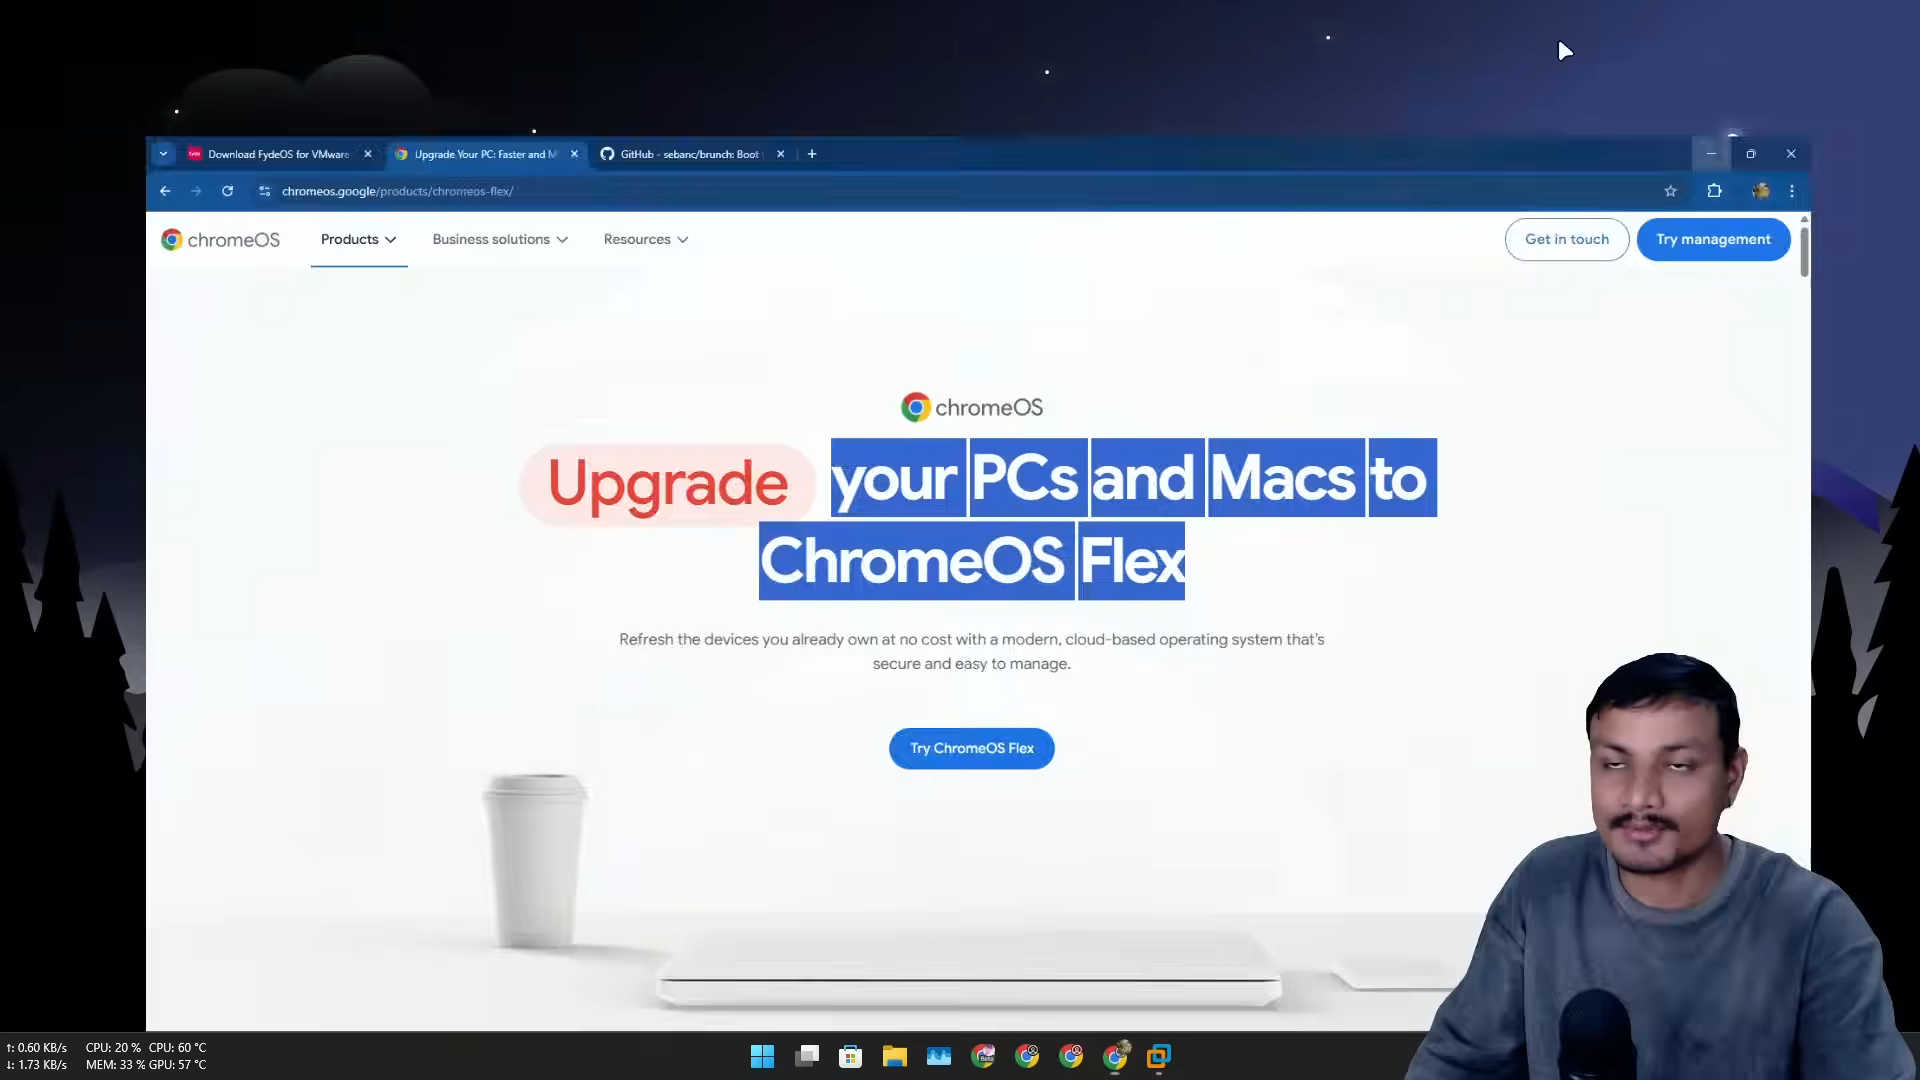 Download FydeOS for VMware
Upgrade Your PC: Faster and M
GitHub - sebanc/brunch: Boot
chromeos.google/products/chromeos-flex/
chromeOS
Products
Business solutions
Resources
Get in touch
Try management
chromeOS
Upgrade your PCs and Macs to
ChromeOS Flex
Refresh the devices you already own at no cost with a modern, cloud-based operating system that's
secure and easy to manage.
Try ChromeOS Flex
↑: 0.60 KB/s CPU: 20 % CPU: 60 °C
↓: 1.73 KB/s MEM: 33 % GPU: 57 °C